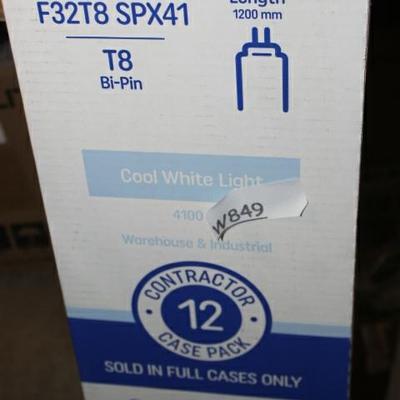 F32T8 SPX41
Length
1200 mm
T8
Bi-Pin
Cool White Light
4100
W849
Warehouse & Industrial
CONTRACTOR
12
CASE PACK
SOLD IN FULL CASES ONLY